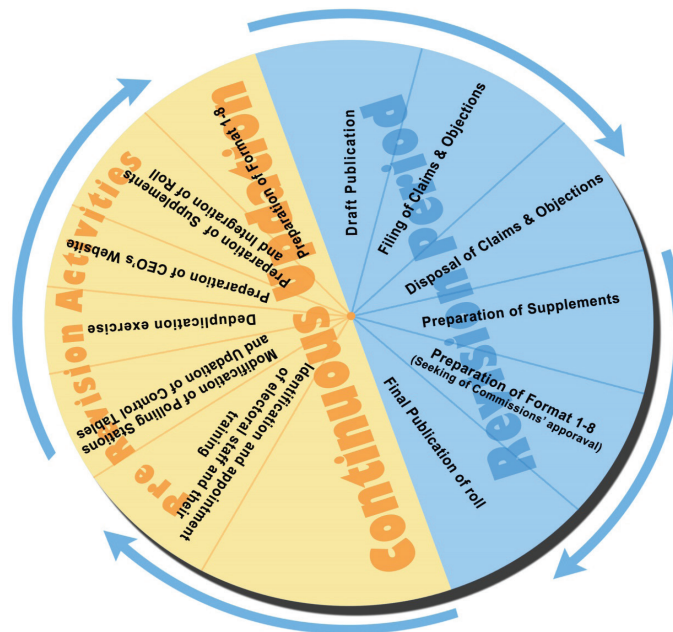 Revision Period
Draft Publication
Filing of Claims & Objections
Disposal of Claims & Objections
Preparation of Supplements
Preparation of Format 1-8
(Seeking of Commissions' apporaval)
Final Publication of roll
Continuous Updation
Pre Revision Activities
Identification and appointment
of electoral staff and their
training
Modification of Polling Stations
and Updation of Control Tables
Deduplication exercise
Preparation of CEO's Website
Preparation of Supplements
and Integration of Roll
Preparation of Format 1-8